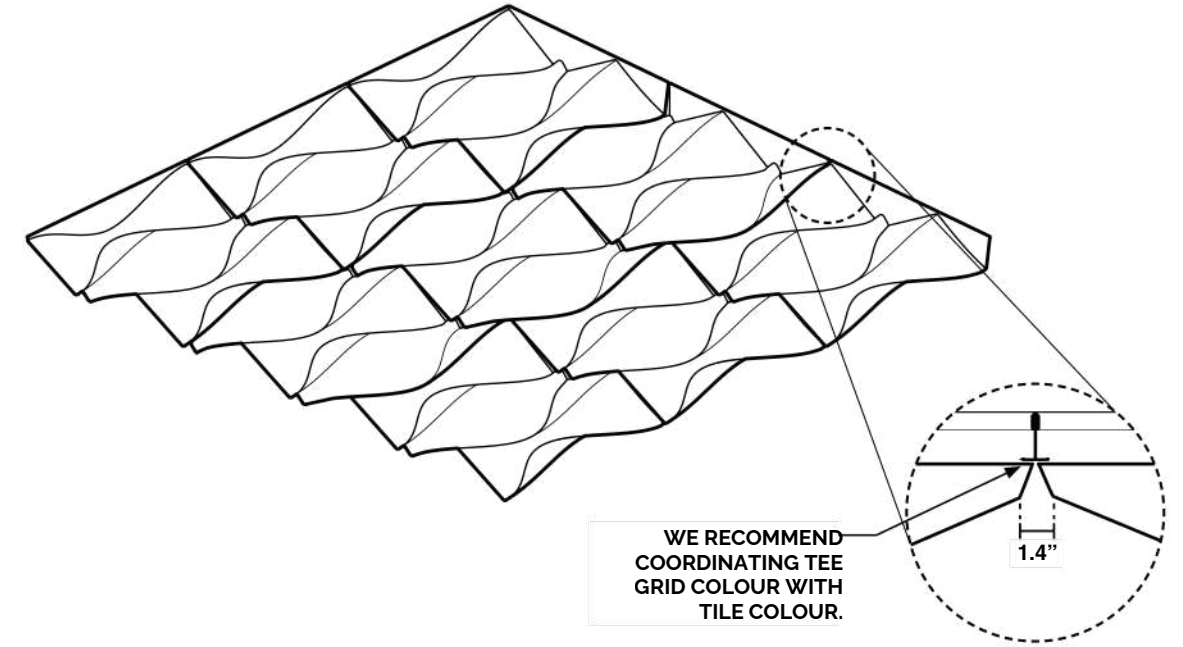 WE RECOMMEND
COORDINATING TEE
GRID COLOUR WITH
TILE COLOUR.
1.4”